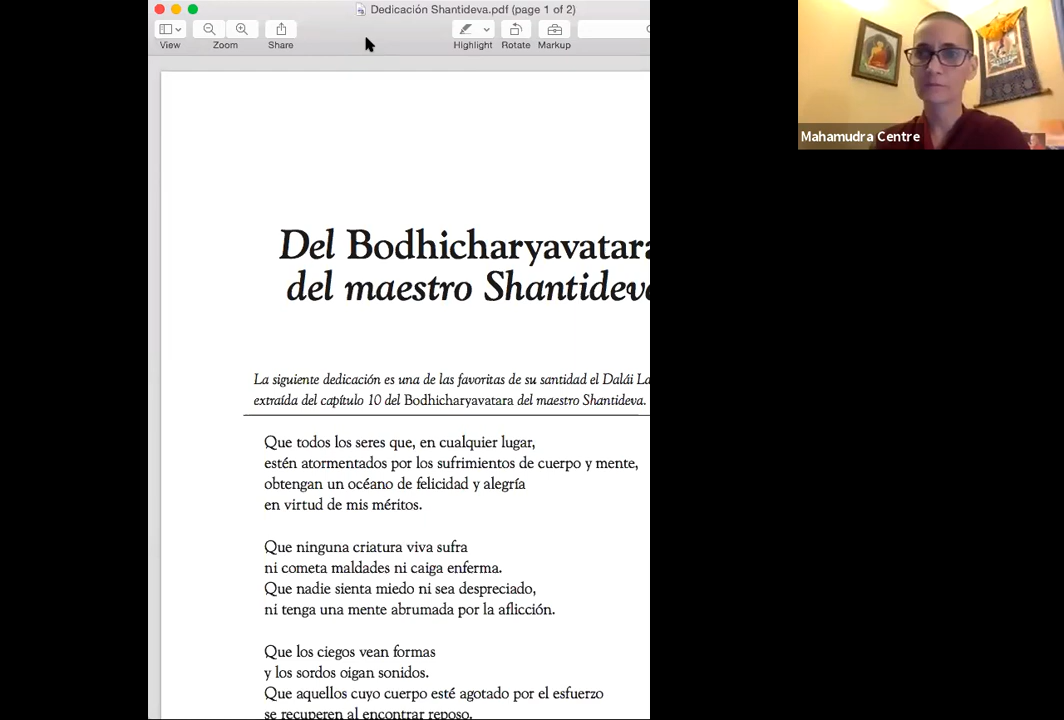 Dedicación Shantideva.pdf (page 1 of 2)
View
Zoom
Share
Highlight
Rotate
Markup
Mahamudra Centre
Del Bodhicharyavatara
del maestro Shantideva
La siguiente dedicación es una de las favoritas de su santidad el Dalái La
extraída del capítulo 10 del Bodhicharyavatara del maestro Shantideva.
Que todos los seres que, en cualquier lugar,
estén atormentados por los sufrimientos de cuerpo y mente,
obtengan un océano de felicidad y alegría
en virtud de mis méritos.
Que ninguna criatura viva sufra
ni cometa maldades ni caiga enferma.
Que nadie sienta miedo ni sea despreciado,
ni tenga una mente abrumada por la aflicción.
Que los ciegos vean formas
y los sordos oigan sonidos.
Que aquellos cuyo cuerpo esté agotado por el esfuerzo
se recuperen al encontrar reposo.